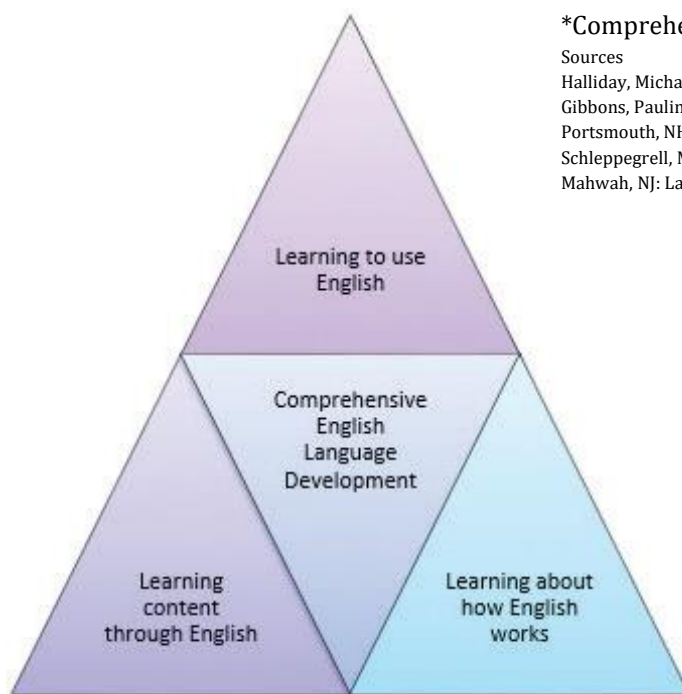 *Comprehe
Sources
Halliday, Micha
Gibbons, Paulin
Portsmouth, NH
Schleppegrell, M
Mahwah, NJ: La
Learning to use
English
Comprehensive
English
Language
Development
Learning
content
through English
Learning about
how English
works